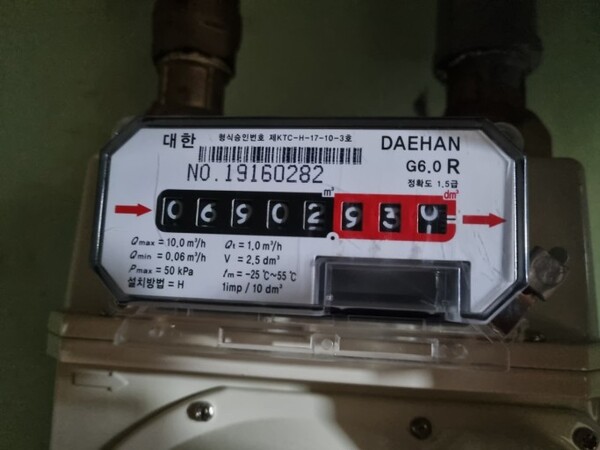 대한 형식승인번호 제KTC-H-17-10-3호 DAEHAN
G6.0 R
NO.19160282
정확도 1.5급
m³ dm³
0 6 9 0 2 9 3
Qmax = 10,0 m³/h Qt = 1,0 m³/h
Qmin = 0,06 m³/h V = 2,5 dm³
Pmax = 50 kPa tm = -25 ℃~55 ℃
설치방법 = H 1imp / 10 dm³